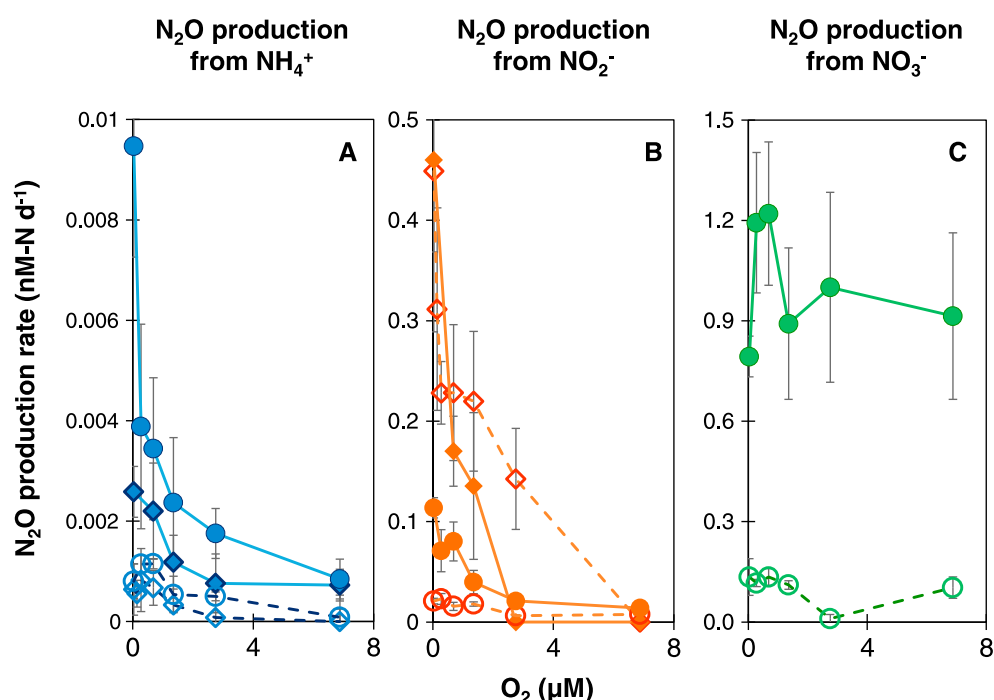 N₂O production from NH₄⁺
N₂O production from NO₂⁻
N₂O production from NO₃⁻
N₂O production rate (nM-N d⁻¹)
A
0.01
0.008
0.006
0.004
0.002
0
0 4 8
B
0.5
0.4
0.3
0.2
0.1
0
0 4 8
C
1.5
1.2
0.9
0.6
0.3
0.0
0 4 8
O₂ (µM)